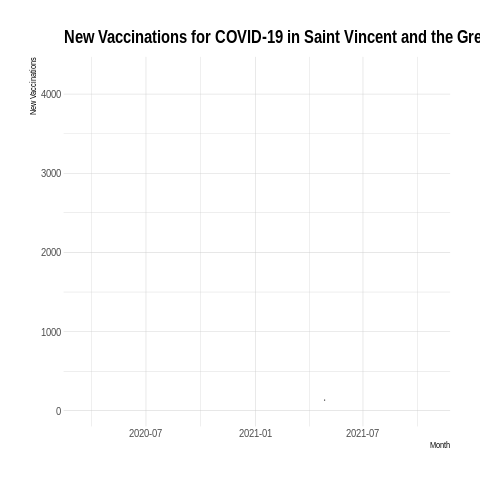 New Vaccinations for COVID-19 in Saint Vincent and the Gre
New Vaccinations
4000
3000
2000
1000
0
2020-07 2021-01 2021-07
Month